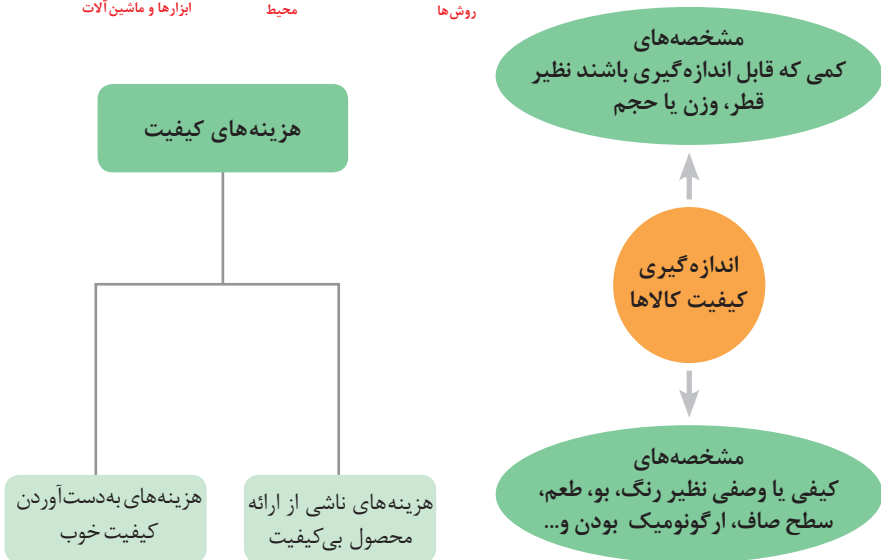 روش‌ها
محیط
ابزارها و ماشین‌آلات
مشخصه‌های
کمی که قابل اندازه‌گیری باشند نظیر
قطر، وزن یا حجم
اندازه‌گیری
کیفیت کالاها
مشخصه‌های
کیفی یا وصفی نظیر رنگ، بو، طعم،
سطح صاف، ارگونومیک بودن و...
هزینه‌های کیفیت
هزینه‌های ناشی از ارائه
محصول بی‌کیفیت
هزینه‌های به‌دست‌آوردن
کیفیت خوب